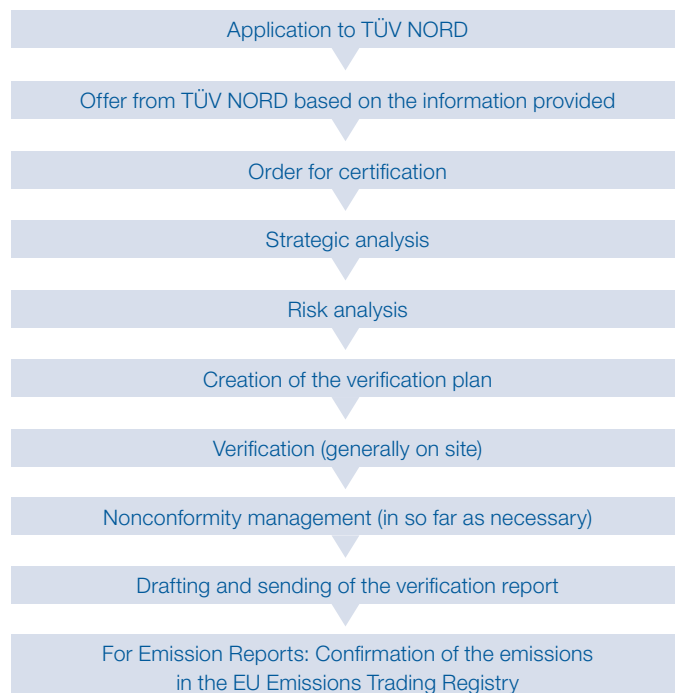 Application to TÜV NORD
Offer from TÜV NORD based on the information provided
Order for certification
Strategic analysis
Risk analysis
Creation of the verification plan
Verification (generally on site)
Nonconformity management (in so far as necessary)
Drafting and sending of the verification report
For Emission Reports: Confirmation of the emissions
in the EU Emissions Trading Registry